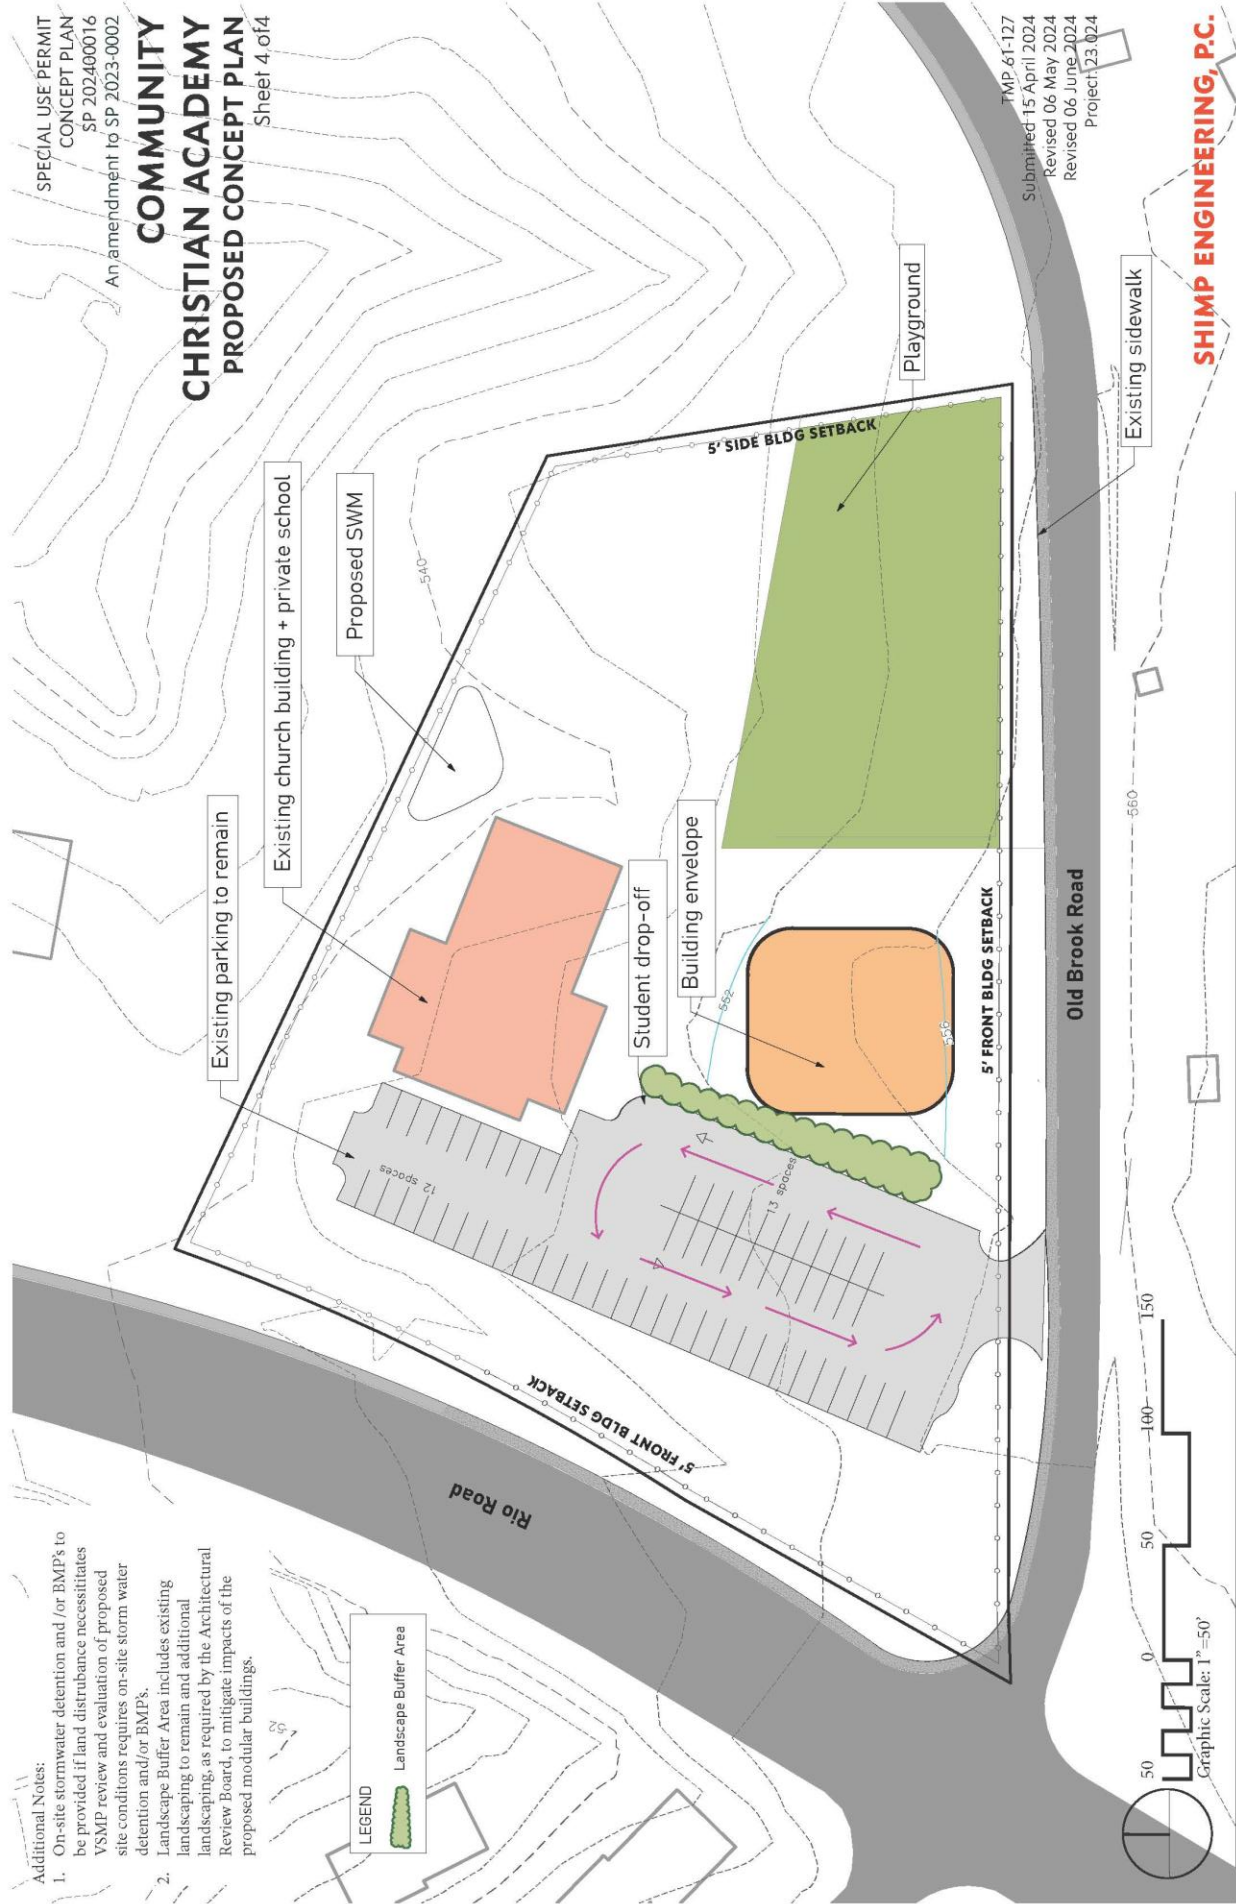 SPECIAL USE PERMIT
CONCEPT PLAN
SP 202400016
An amendment to SP 2023-0002
COMMUNITY
CHRISTIAN ACADEMY
PROPOSED CONCEPT PLAN
Sheet 4 of 4
TMP 61-127
Submitted 15 April 2024
Revised 06 May 2024
Revised 06 June 2024
Project: 23.024
SHIMP ENGINEERING, P.C.
Additional Notes:
1. On-site stormwater detention and /or BMP's to
be provided if land distrubance necessititates
VSMP review and evaluation of proposed
site conditons requires on-site storm water
detention and/or BMP's.
2. Landscape Buffer Area includes existing
landscaping to remain and additional
landscaping, as required by the Architectural
Review Board, to mitigate impacts of the
proposed modular buildings.
LEGEND
Landscape Buffer Area
Existing parking to remain
Existing church building + private school
Proposed SWM
Student drop-off
Building envelope
Playground
Existing sidewalk
5' SIDE BLDG SETBACK
5' FRONT BLDG SETBACK
5' FRONT BLDG SETBACK
Rio Road
Old Brook Road
12 spaces
13 spaces
540
552
556
560
52
50
0
50
100
150
Graphic Scale: 1"=50'